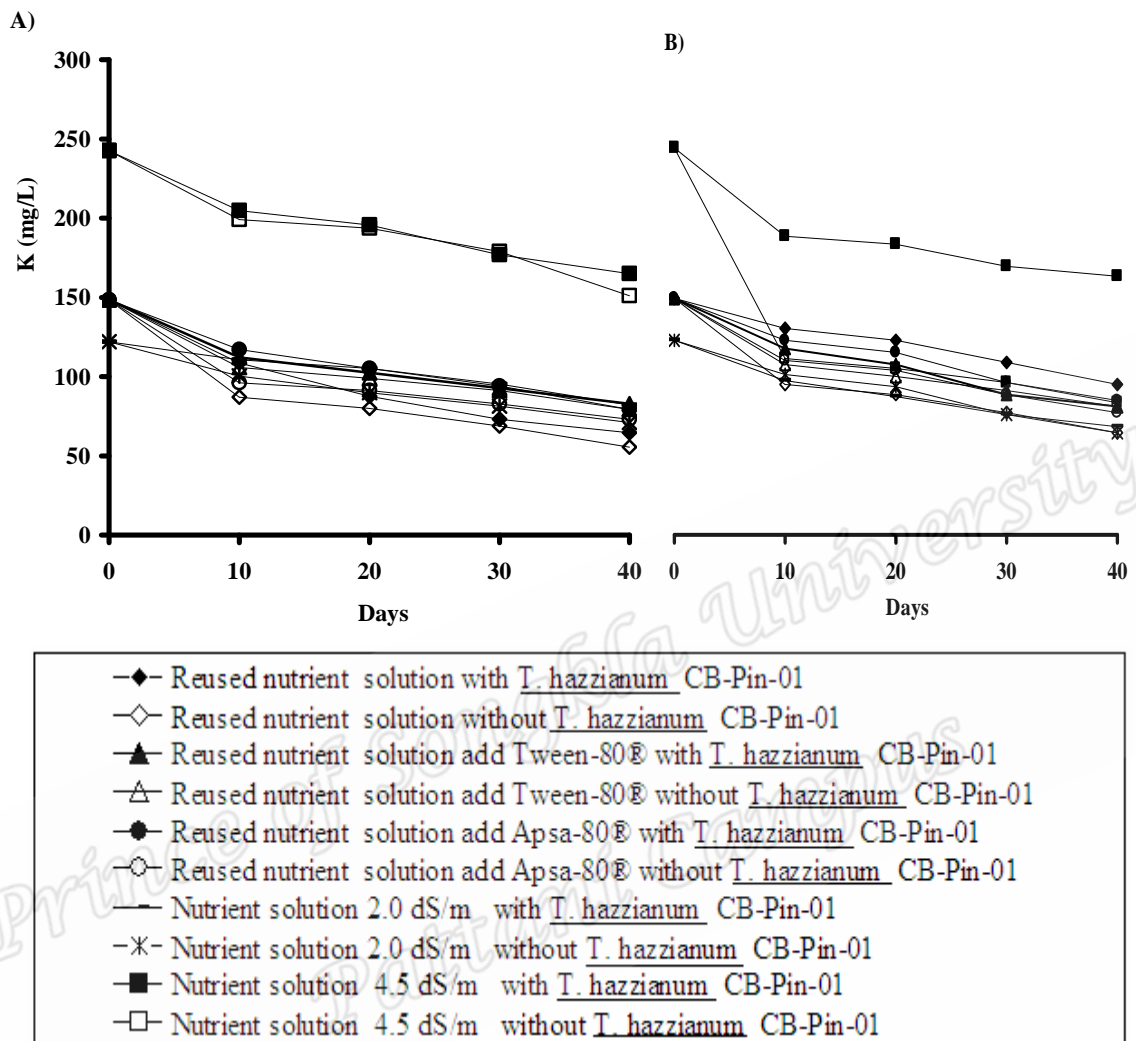 A)
B)
300
250
200
150
100
50
0
K (mg/L)
0 10 20 30 40
Days
0 10 20 30 40
Days
Reused nutrient solution with T. hazzianum CB-Pin-01
Reused nutrient solution without T. hazzianum CB-Pin-01
Reused nutrient solution add Tween-80® with T. hazzianum CB-Pin-01
Reused nutrient solution add Tween-80® without T. hazzianum CB-Pin-01
Reused nutrient solution add Apsa-80® with T. hazzianum CB-Pin-01
Reused nutrient solution add Apsa-80® without T. hazzianum CB-Pin-01
Nutrient solution 2.0 dS/m with T. hazzianum CB-Pin-01
Nutrient solution 2.0 dS/m without T. hazzianum CB-Pin-01
Nutrient solution 4.5 dS/m with T. hazzianum CB-Pin-01
Nutrient solution 4.5 dS/m without T. hazzianum CB-Pin-01
Prince of Songkla University
Pattani Campus